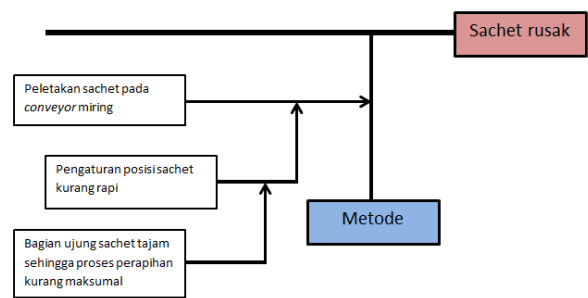 Sachet rusak
Peletakan sachet pada
conveyor miring
Pengaturan posisi sachet
kurang rapi
Metode
Bagian ujung sachet tajam
sehingga proses perapihan
kurang maksumal